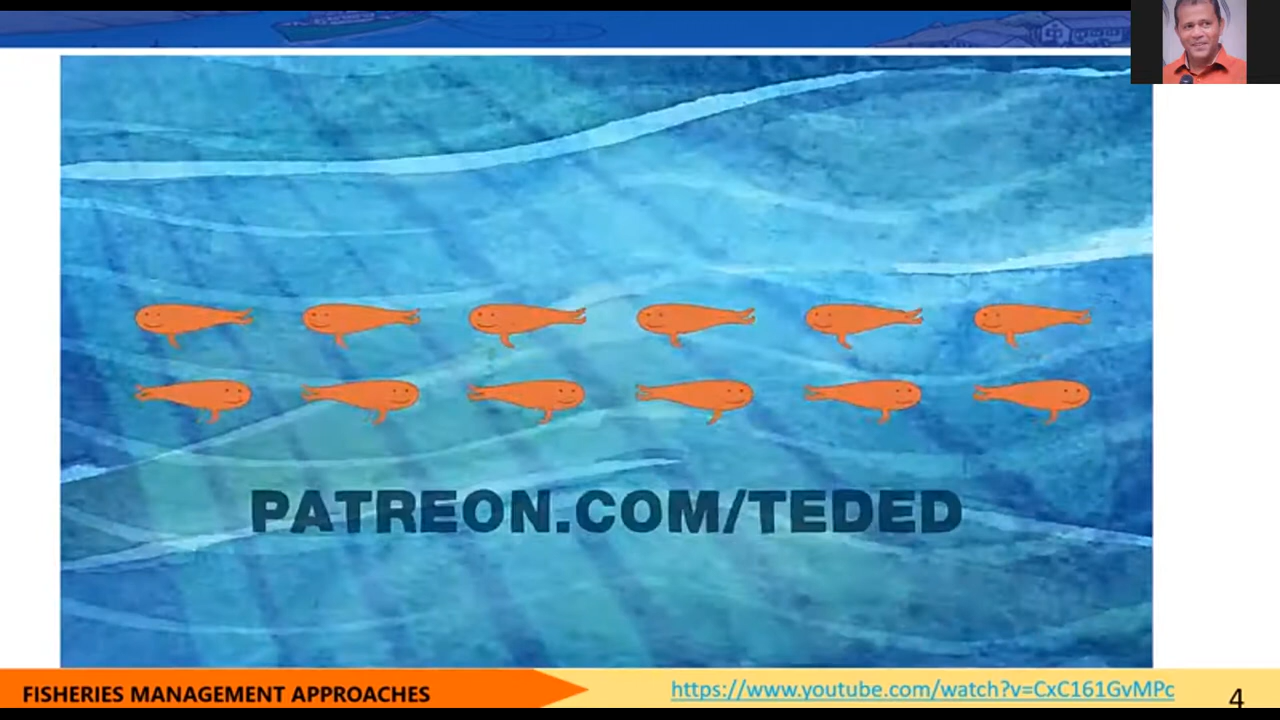 PATREON.COM/TEDED
FISHERIES MANAGEMENT APPROACHES
https://www.youtube.com/watch?v=CxC161GvMPc
4